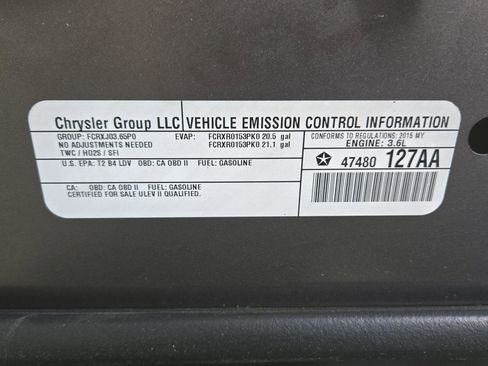 Chrysler Group LLC VEHICLE EMISSION CONTROL INFORMATION
GROUP: FCRXJ03.65P0 EVAP: FCRXR0153PK0 20.5 gal
NO ADJUSTMENTS NEEDED FCRXR0153PK0 21.1 gal
TWC / HO2S / SFI
CONFORMS TO REGULATIONS: 2015 MY
ENGINE: 3.6L
U.S. EPA: T2 B4 LDV OBD: CA OBD II FUEL: GASOLINE
47480 127AA
CA: OBD: CA OBD II FUEL: GASOLINE
CERTIFIED FOR SALE ULEV II QUALIFIED.